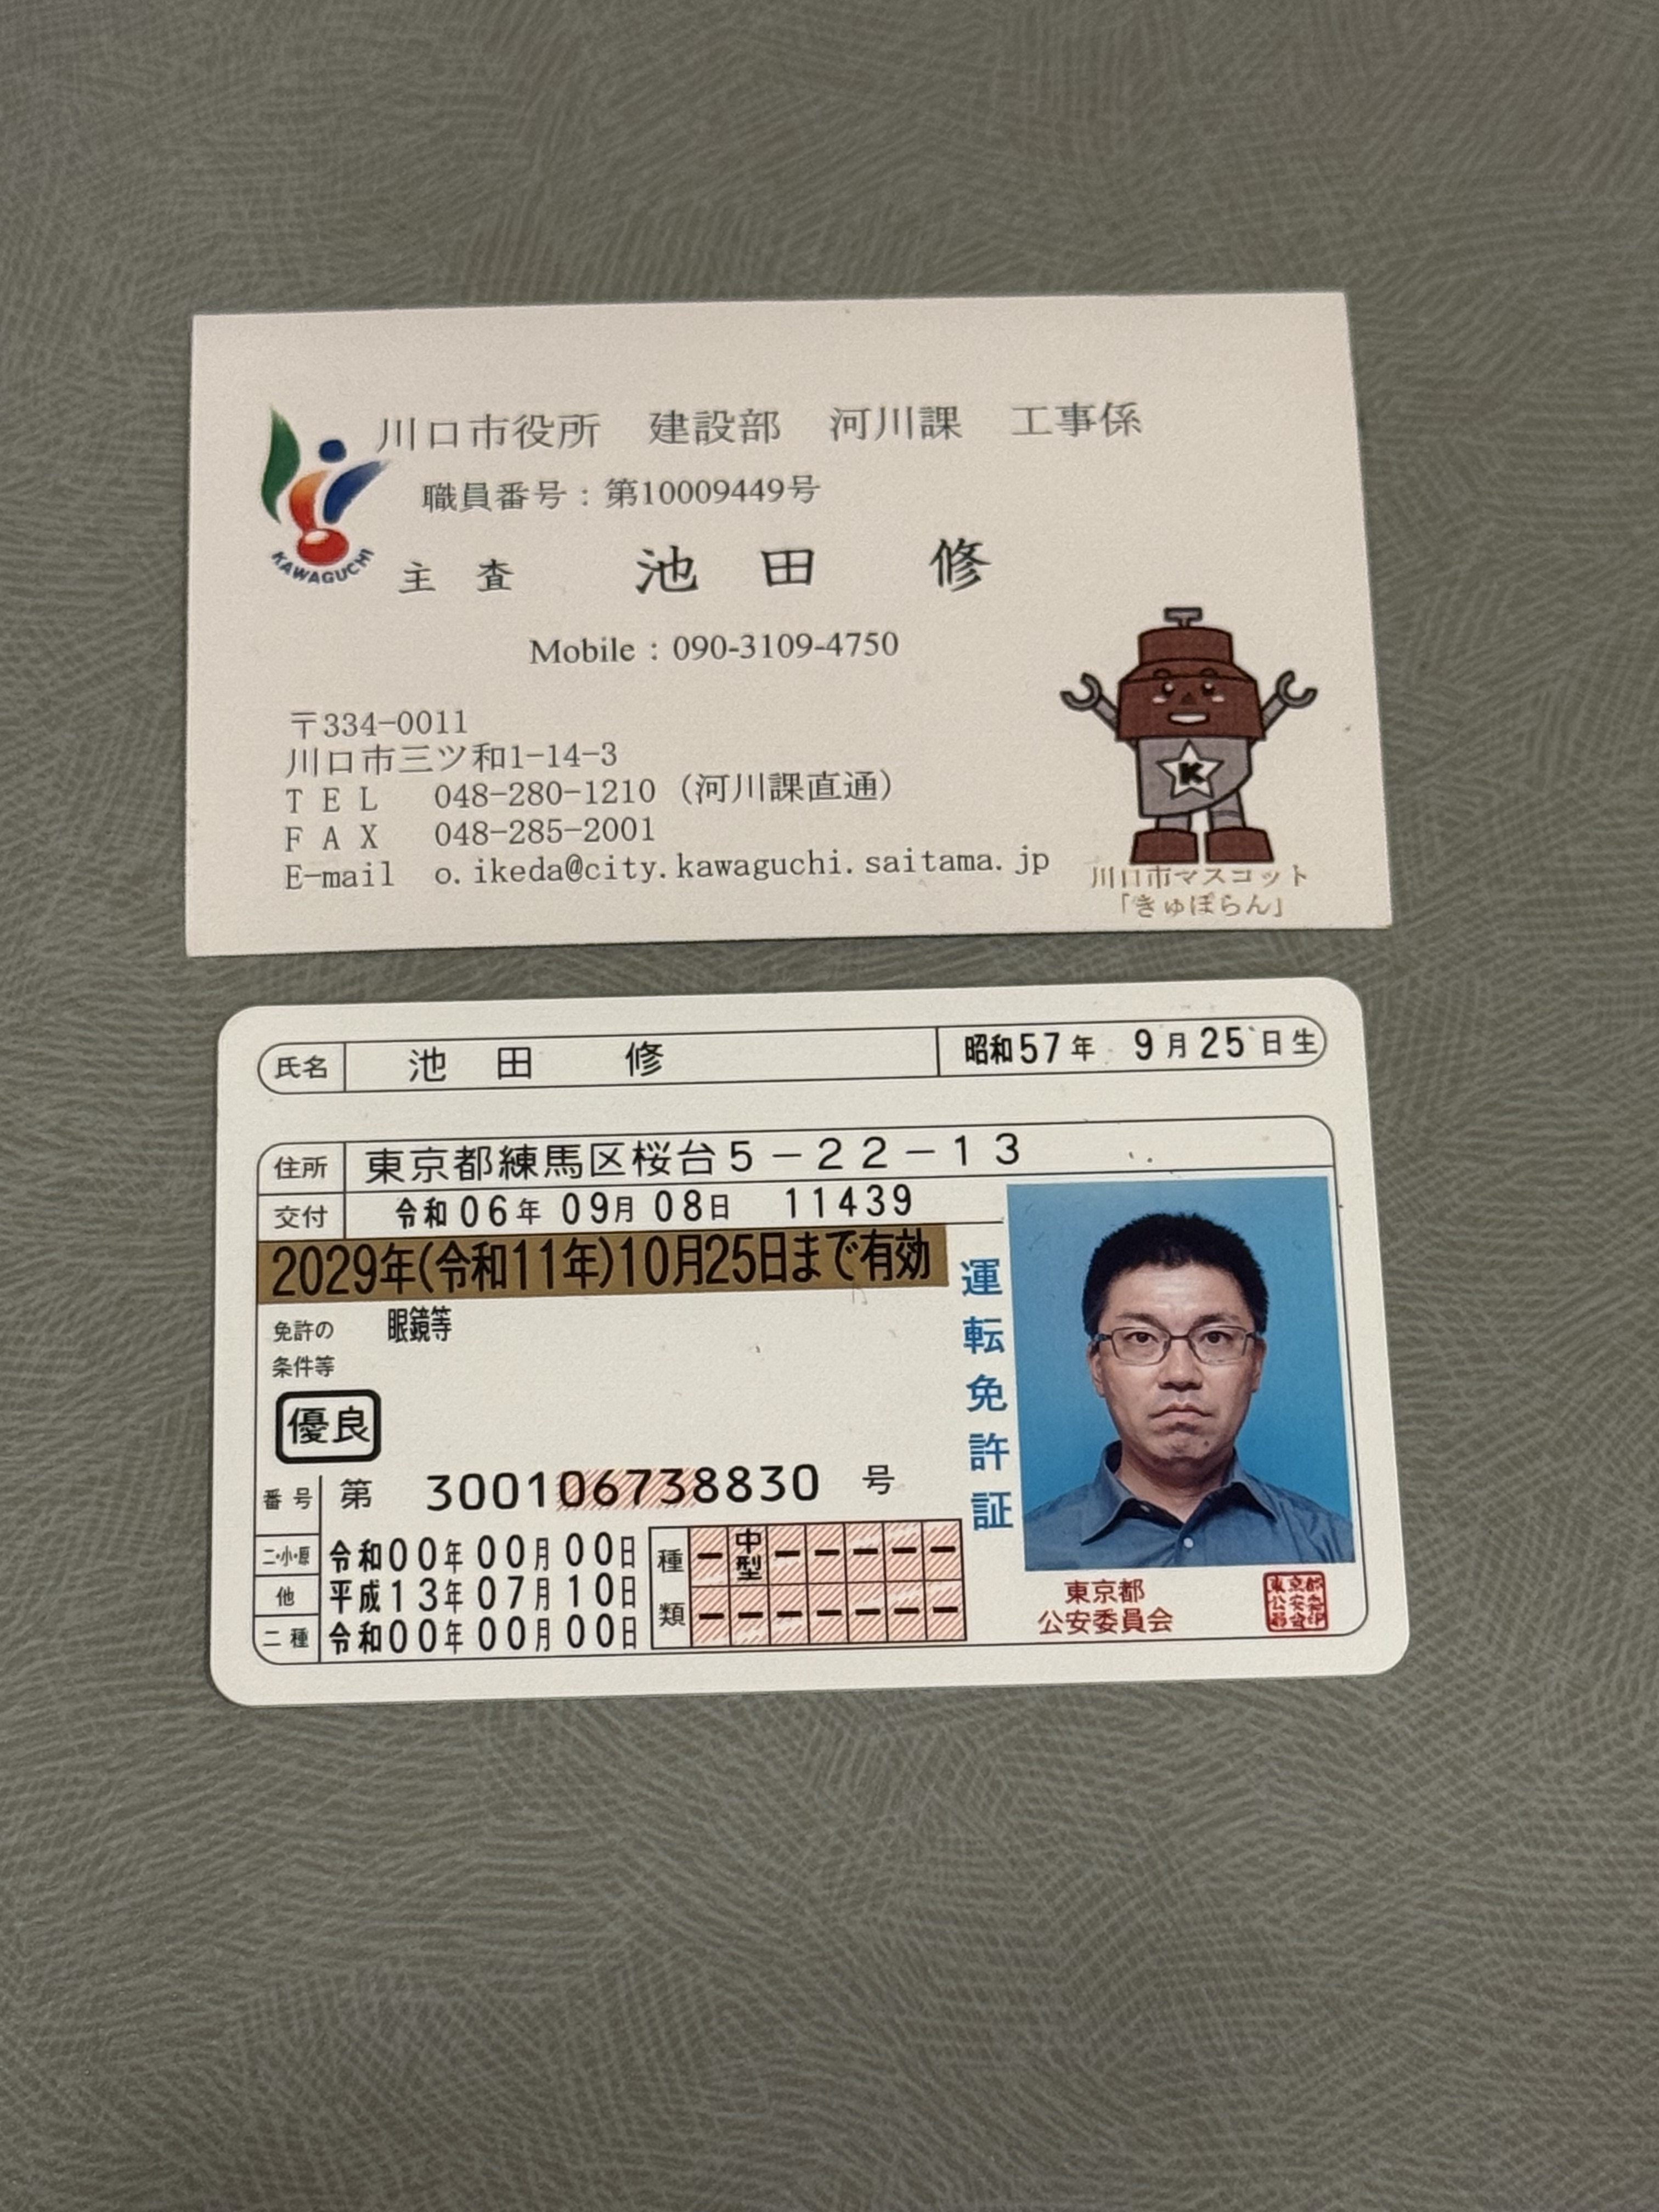 川口市役所　建設部　河川課　工事係
職員番号：第10009449号
KAWAGUCHI
主 査　池 田　修
Mobile：090-3109-4750
〒334-0011
川口市三ツ和1-14-3
ＴＥＬ　048-280-1210（河川課直通）
ＦＡＸ　048-285-2001
E-mail　o.ikeda@city.kawaguchi.saitama.jp
K
川口市マスコット
「きゅぽらん」
氏名　池 田　修　昭和57年 9月25日生
住所　東京都練馬区桜台５－２２－１３
交付　令和06年 09月 08日　11439
2029年(令和11年)10月25日まで有効
免許の　眼鏡等
条件等
優良
運転免許証
番号　第　300106738830　号
二・小・原　令和00年 00月 00日
他　平成13年 07月 10日
二種　令和00年 00月 00日
種類　－ 中型 － － － － －
－ － － － － － －
東京都
公安委員会